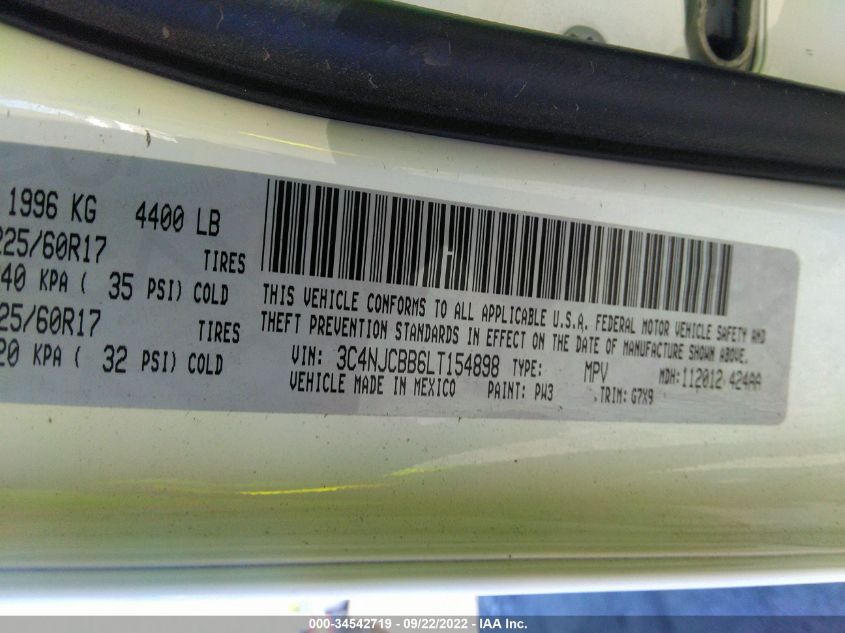 1996 KG 4400 LB
225/60R17 TIRES
40 KPA ( 35 PSI) COLD
25/60R17 TIRES
20 KPA ( 32 PSI) COLD
THIS VEHICLE CONFORMS TO ALL APPLICABLE U.S.A. FEDERAL MOTOR VEHICLE SAFETY AND
THEFT PREVENTION STANDARDS IN EFFECT ON THE DATE OF MANUFACTURE SHOWN ABOVE.
VIN: 3C4NJCBB6LT154898 TYPE: MPV MDH:112012 424AA
VEHICLE MADE IN MEXICO PAINT: PW3 TRIM: G7X9
000-34542719 / 09/22/2022 - IAA Inc.